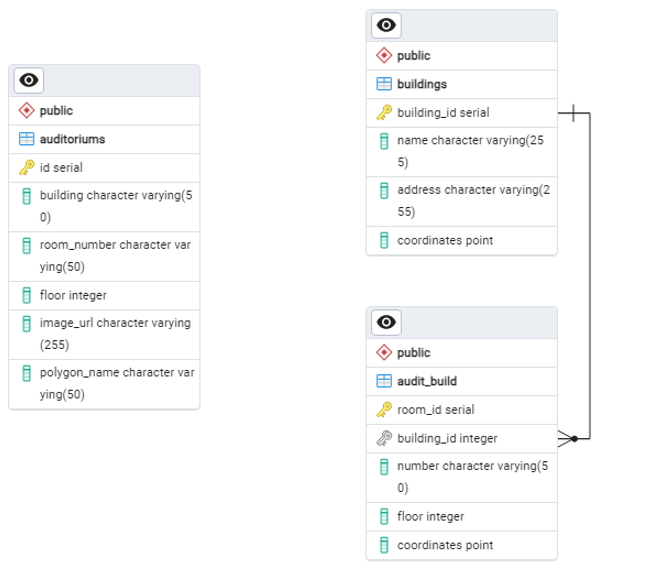 public
auditoriums
id serial
building character varying(5
0)
room_number character var
ying(50)
floor integer
image_url character varying
(255)
polygon_name character var
ying(50)
public
buildings
building_id serial
name character varying(25
5)
address character varying(2
55)
coordinates point
public
audit_build
room_id serial
building_id integer
number character varying(5
0)
floor integer
coordinates point